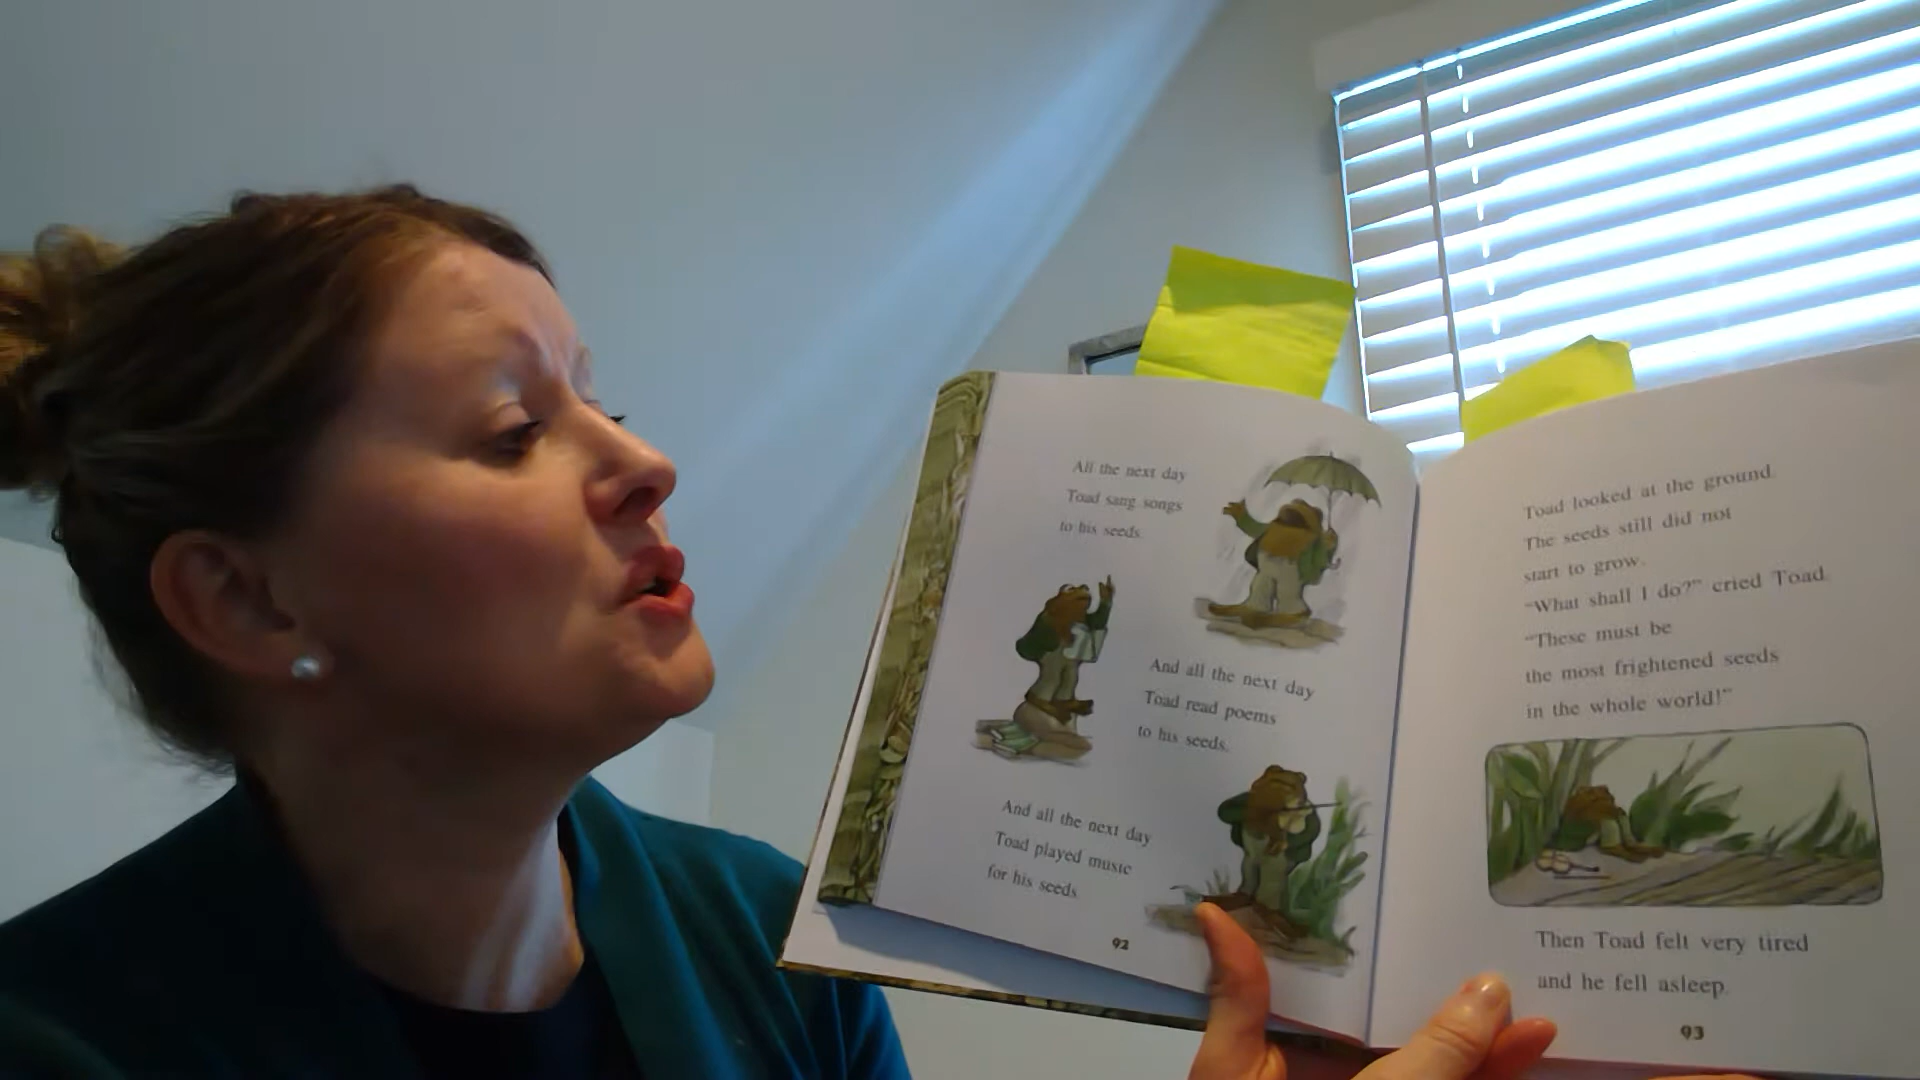 All the next day
Toad sang songs
to his seeds.
And all the next day
Toad read poems
to his seeds.
And all the next day
Toad played music
for his seeds.
92
Toad looked at the ground.
The seeds still did not
start to grow.
“What shall I do?” cried Toad.
“These must be
the most frightened seeds
in the whole world!”
Then Toad felt very tired
and he fell asleep.
93